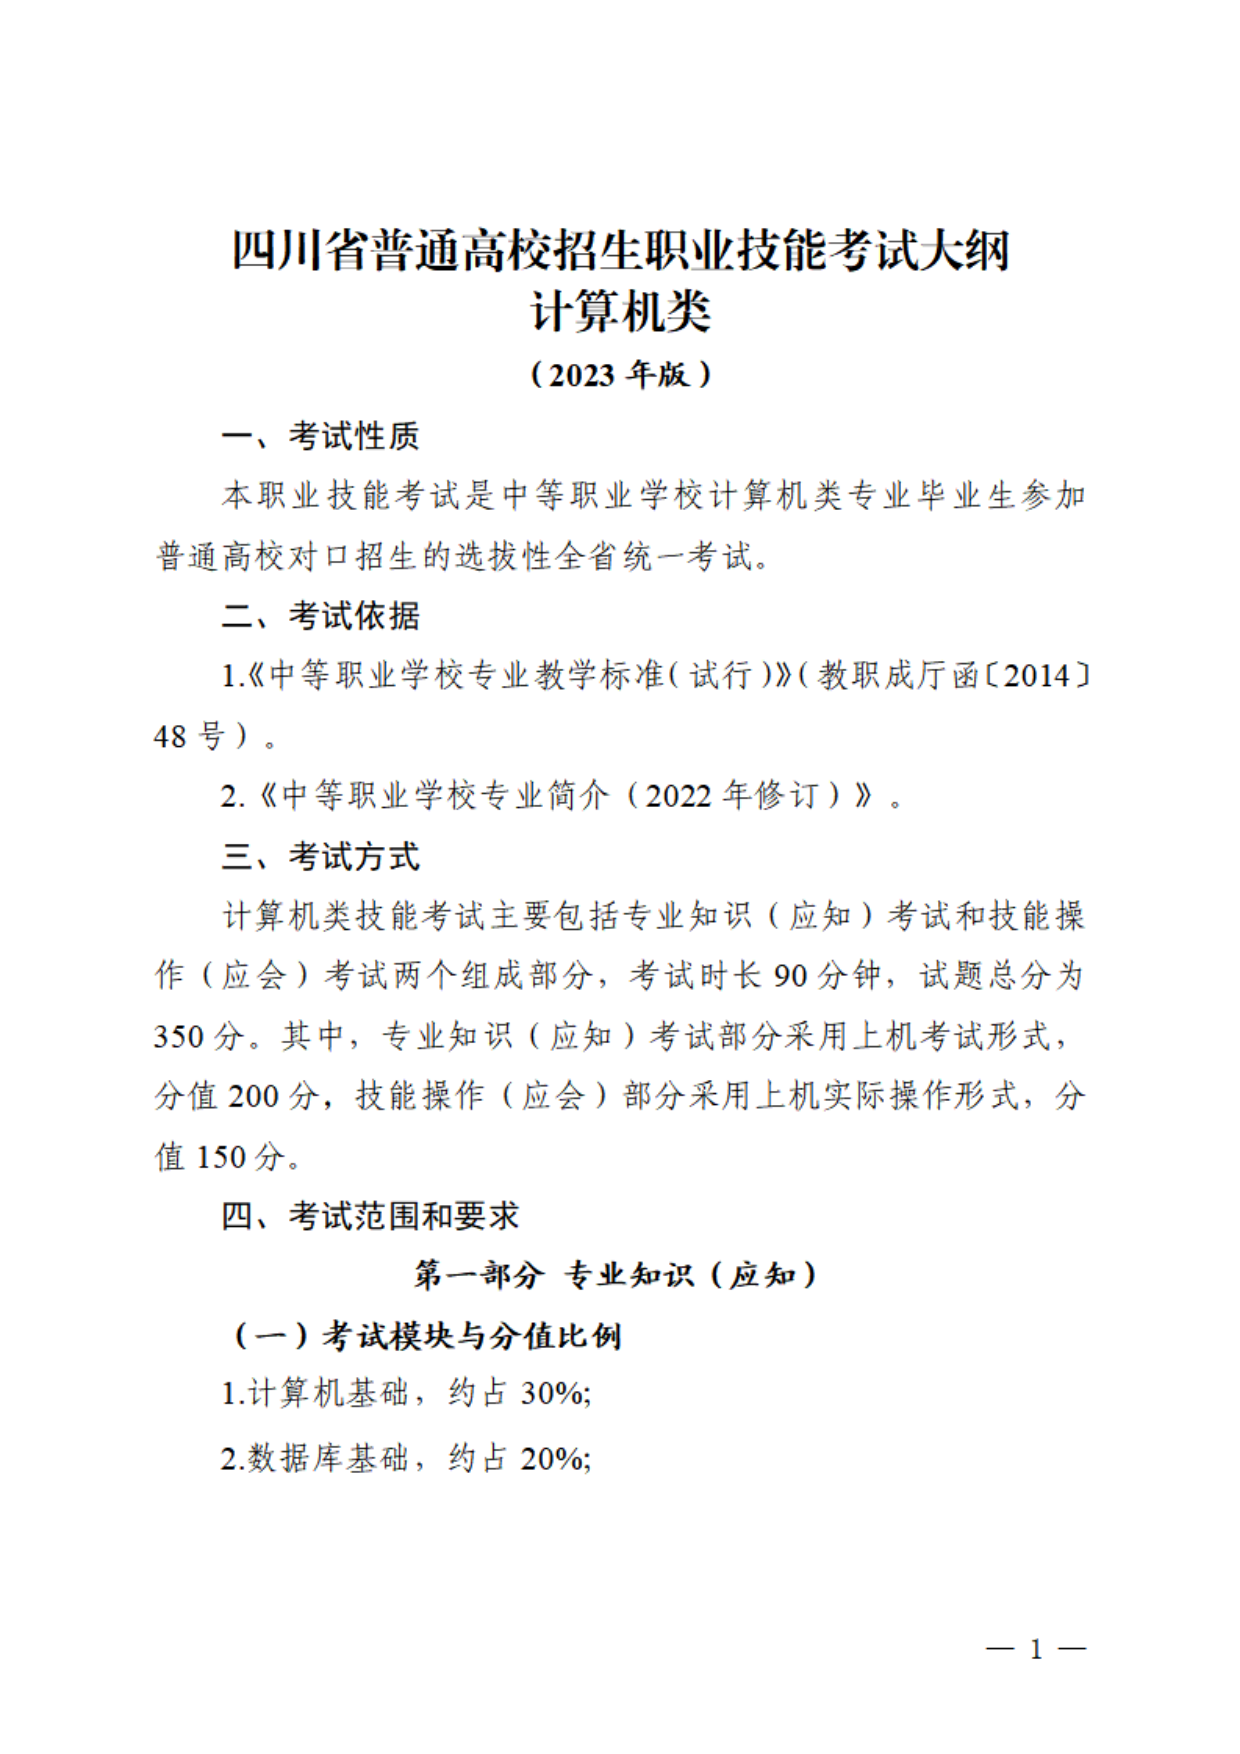 四川省普通高校招生职业技能考试大纲
计算机类
（2023 年版）
一、考试性质
本职业技能考试是中等职业学校计算机类专业毕业生参加
普通高校对口招生的选拔性全省统一考试。
二、考试依据
1.《中等职业学校专业教学标准（试行）》（教职成厅函〔2014〕
48 号）。
2.《中等职业学校专业简介（2022 年修订）》。
三、考试方式
计算机类技能考试主要包括专业知识（应知）考试和技能操
作（应会）考试两个组成部分，考试时长 90 分钟，试题总分为
350 分。其中，专业知识（应知）考试部分采用上机考试形式，
分值 200 分，技能操作（应会）部分采用上机实际操作形式，分
值 150 分。
四、考试范围和要求
第一部分 专业知识（应知）
（一）考试模块与分值比例
1.计算机基础，约占 30%;
2.数据库基础，约占 20%;
— 1 —